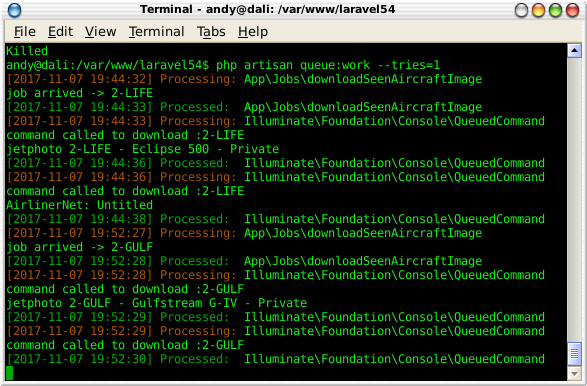 Terminal - andy@dali: /var/www/laravel54
File Edit View Terminal Tabs Help
Killed
andy@dali:/var/www/laravel54$ php artisan queue:work --tries=1
[2017-11-07 19:44:32] Processing: App\Jobs\downloadSeenAircraftImage
job arrived -> 2-LIFE
[2017-11-07 19:44:33] Processed:  App\Jobs\downloadSeenAircraftImage
[2017-11-07 19:44:33] Processing: Illuminate\Foundation\Console\QueuedCommand
command called to download :2-LIFE
jetphoto 2-LIFE - Eclipse 500 - Private
[2017-11-07 19:44:36] Processed:  Illuminate\Foundation\Console\QueuedCommand
[2017-11-07 19:44:36] Processing: Illuminate\Foundation\Console\QueuedCommand
command called to download :2-LIFE
AirlinerNet: Untitled
[2017-11-07 19:44:38] Processed:  Illuminate\Foundation\Console\QueuedCommand
[2017-11-07 19:52:27] Processing: App\Jobs\downloadSeenAircraftImage
job arrived -> 2-GULF
[2017-11-07 19:52:28] Processed:  App\Jobs\downloadSeenAircraftImage
[2017-11-07 19:52:28] Processing: Illuminate\Foundation\Console\QueuedCommand
command called to download :2-GULF
jetphoto 2-GULF - Gulfstream G-IV - Private
[2017-11-07 19:52:29] Processed:  Illuminate\Foundation\Console\QueuedCommand
[2017-11-07 19:52:29] Processing: Illuminate\Foundation\Console\QueuedCommand
command called to download :2-GULF
[2017-11-07 19:52:30] Processed:  Illuminate\Foundation\Console\QueuedCommand